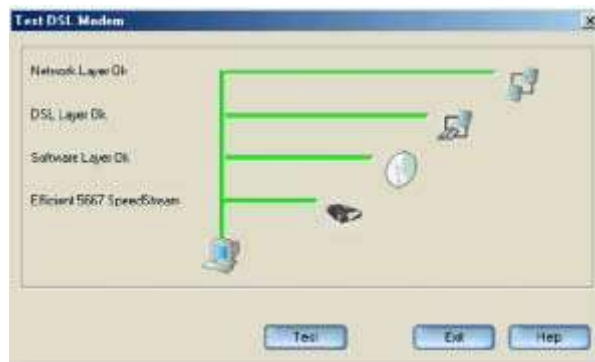 Test DSL Modem
Network Layer Ok
DSL Layer Ok
Software Layer Ok
Efficient 5667 SpeedStream
Test
Exit
Help